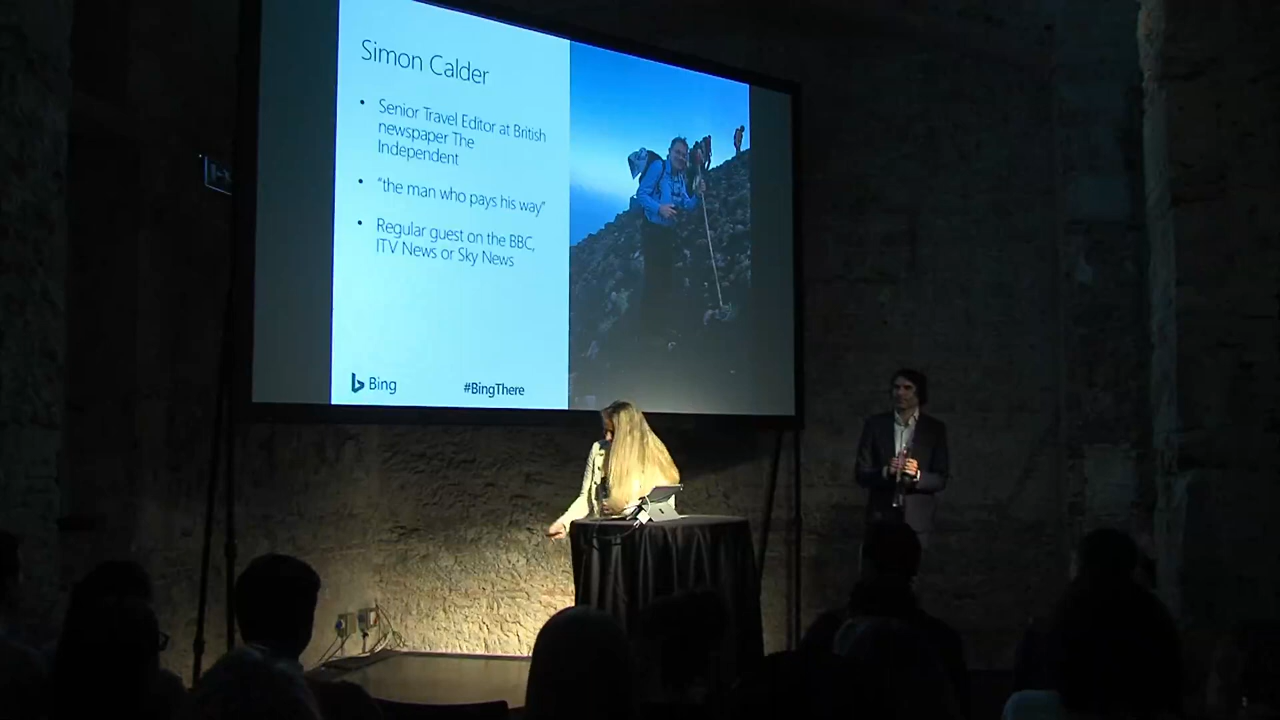 Simon Calder
• Senior Travel Editor at British
newspaper The
Independent
• "the man who pays his way"
• Regular guest on the BBC,
ITV News or Sky News
Bing
#BingThere